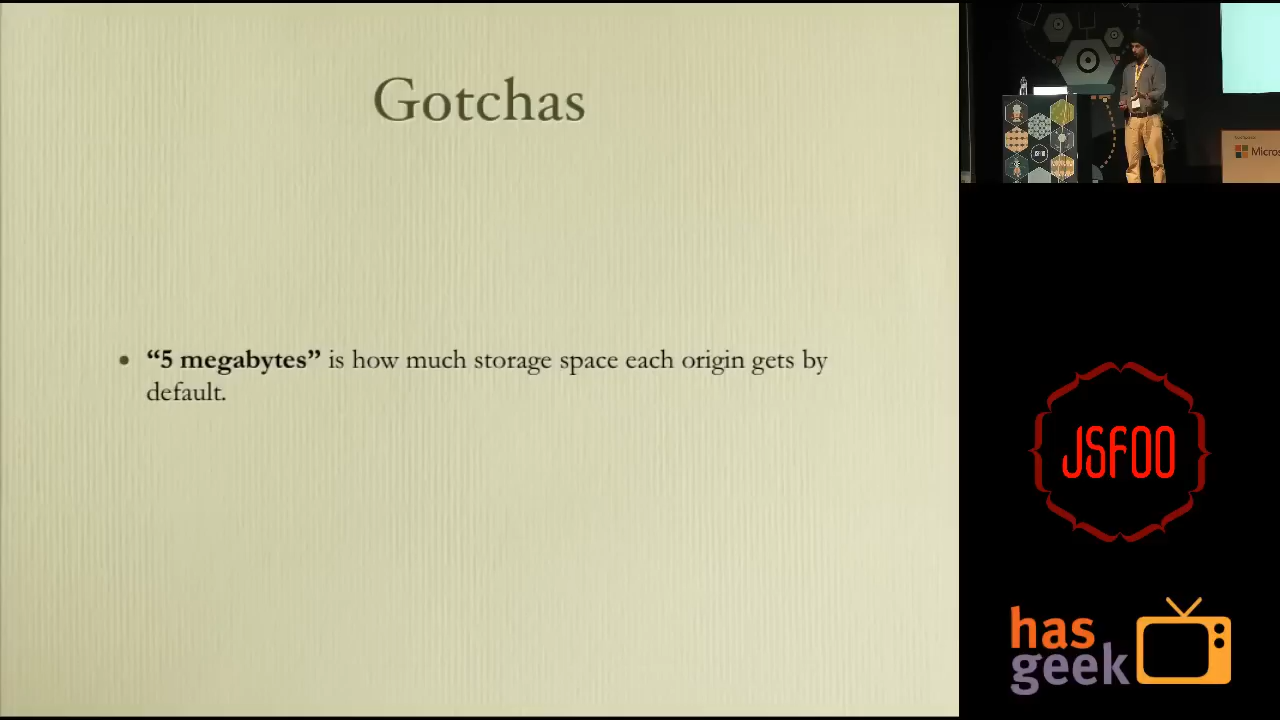 Gotchas
• “5 megabytes” is how much storage space each origin gets by
default.
JSFOO
has
geek